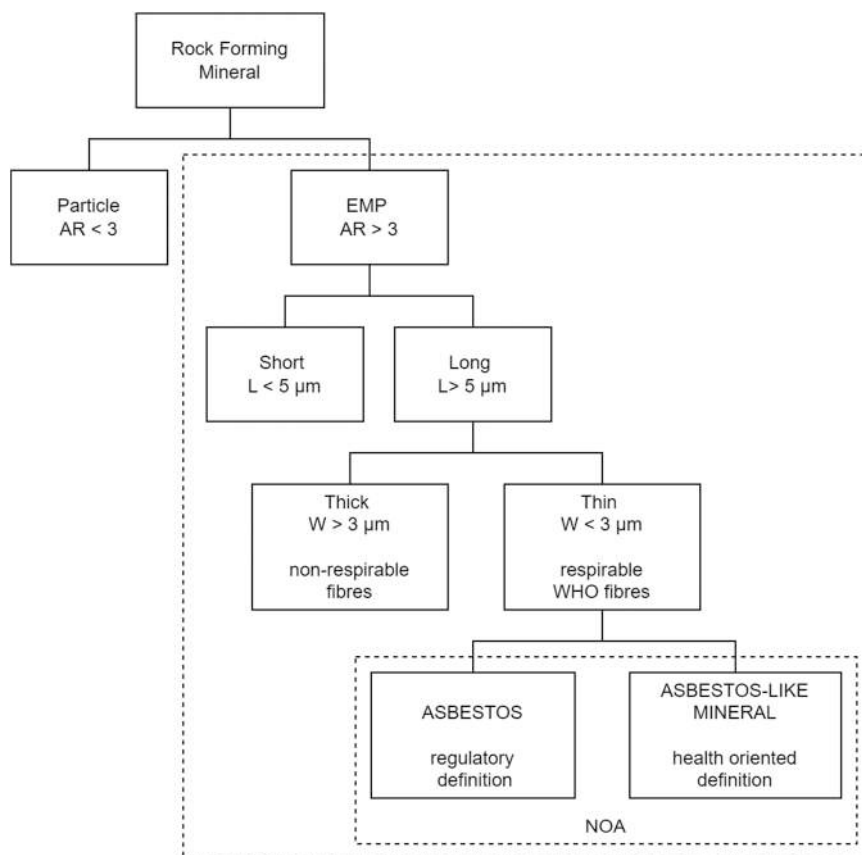 Rock Forming
Mineral
Particle
AR < 3
EMP
AR > 3
Short
L < 5 µm
Long
L> 5 µm
Thick
W > 3 µm
non-respirable
fibres
Thin
W < 3 µm
respirable
WHO fibres
ASBESTOS
regulatory
definition
ASBESTOS-LIKE
MINERAL
health oriented
definition
NOA